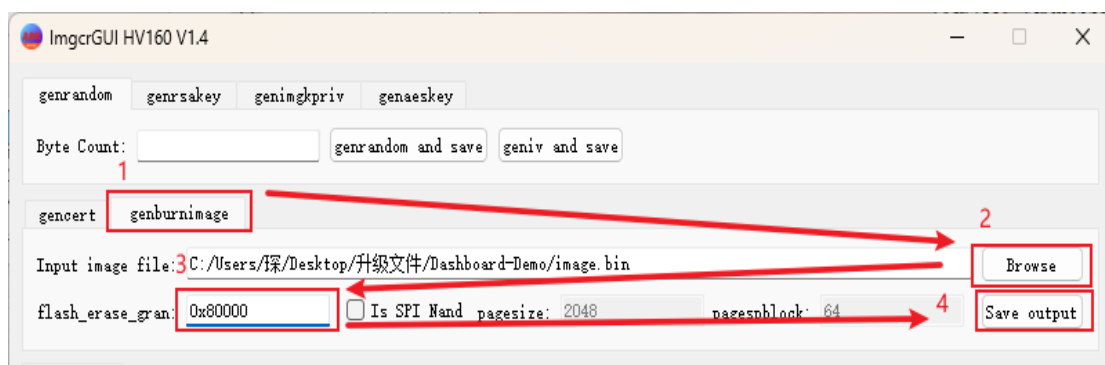 ImgcrGUI HV160 V1.4
genrandom genrsakey genimgkpriv genaeskey
Byte Count: genrandom and save geniv and save
1
gencert genburnimage 2
Input image file: 3 C:/Users/琛/Desktop/升级文件/Dashboard-Demo/image.bin Browse
flash_erase_gran: 0x80000 Is SPI Nand pagesize: 2048 pagespblock: 64 4 Save output